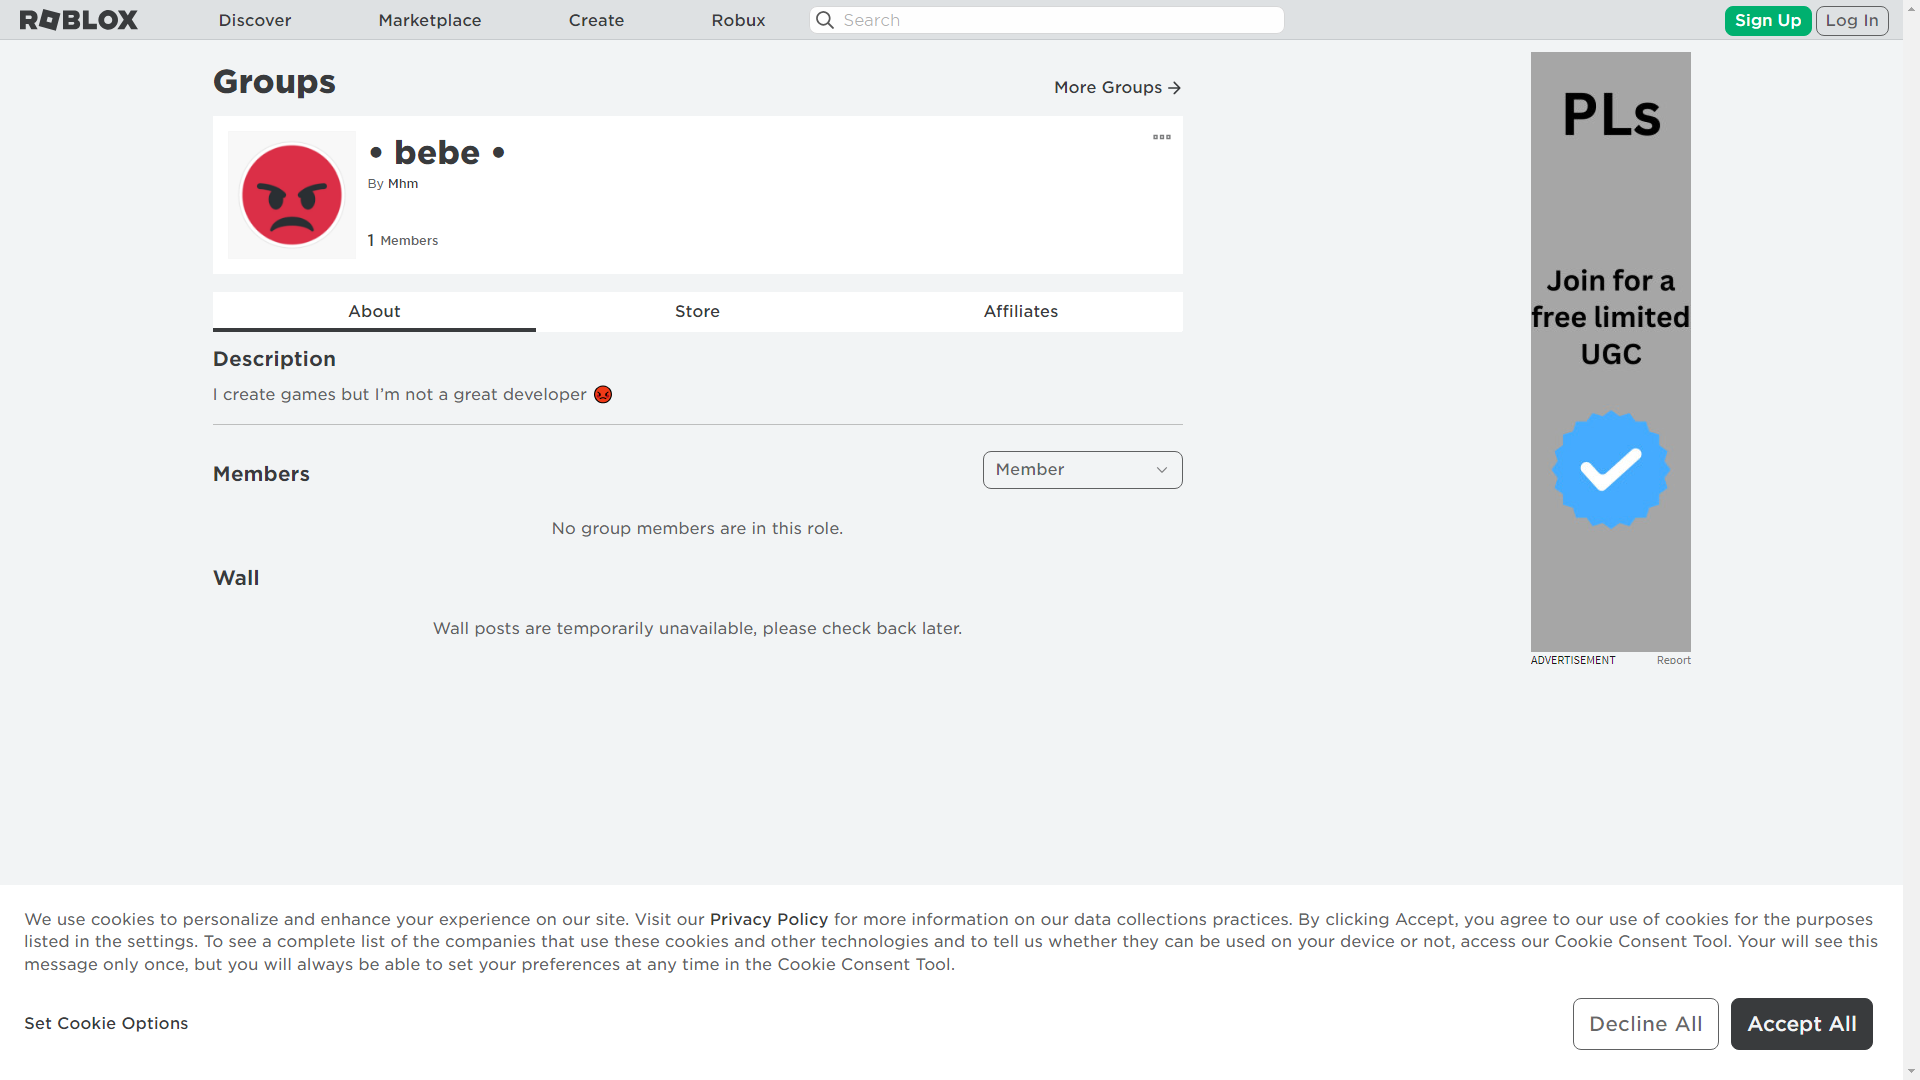 ROBLOX
Discover
Marketplace
Create
Robux
Search
Sign Up
Log In
Groups
More Groups
• bebe •
By Mhm
1 Members
About
Store
Affiliates
Description
I create games but I’m not a great developer 😡
Members
Member
No group members are in this role.
Wall
Wall posts are temporarily unavailable, please check back later.
PLs
Join for a
free limited
UGC
ADVERTISEMENT
Report
We use cookies to personalize and enhance your experience on our site. Visit our Privacy Policy for more information on our data collections practices. By clicking Accept, you agree to our use of cookies for the purposes
listed in the settings. To see a complete list of the companies that use these cookies and other technologies and to tell us whether they can be used on your device or not, access our Cookie Consent Tool. Your will see this
message only once, but you will always be able to set your preferences at any time in the Cookie Consent Tool.
Set Cookie Options
Decline All
Accept All